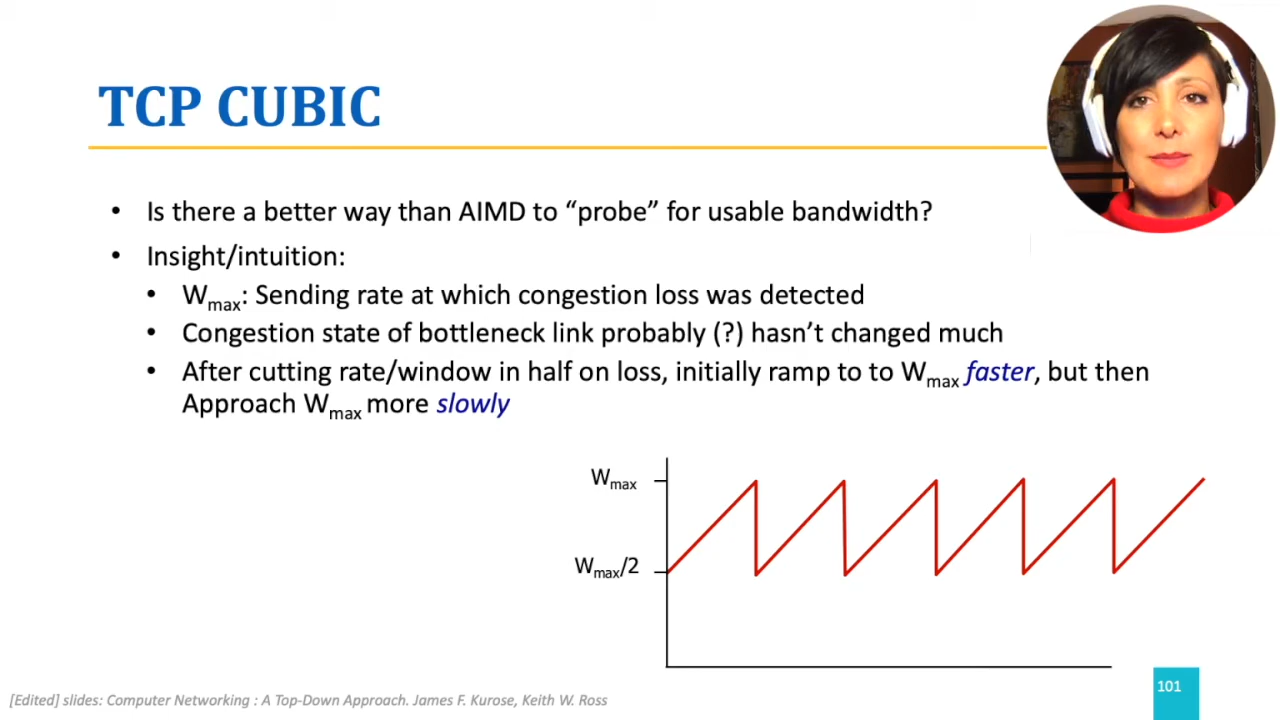 TCP CUBIC
• Is there a better way than AIMD to “probe” for usable bandwidth?
• Insight/intuition:
• Wmax: Sending rate at which congestion loss was detected
• Congestion state of bottleneck link probably (?) hasn’t changed much
• After cutting rate/window in half on loss, initially ramp to to Wmax faster, but then
Approach Wmax more slowly
Wmax
Wmax/2
[Edited] slides: Computer Networking : A Top-Down Approach. James F. Kurose, Keith W. Ross
101